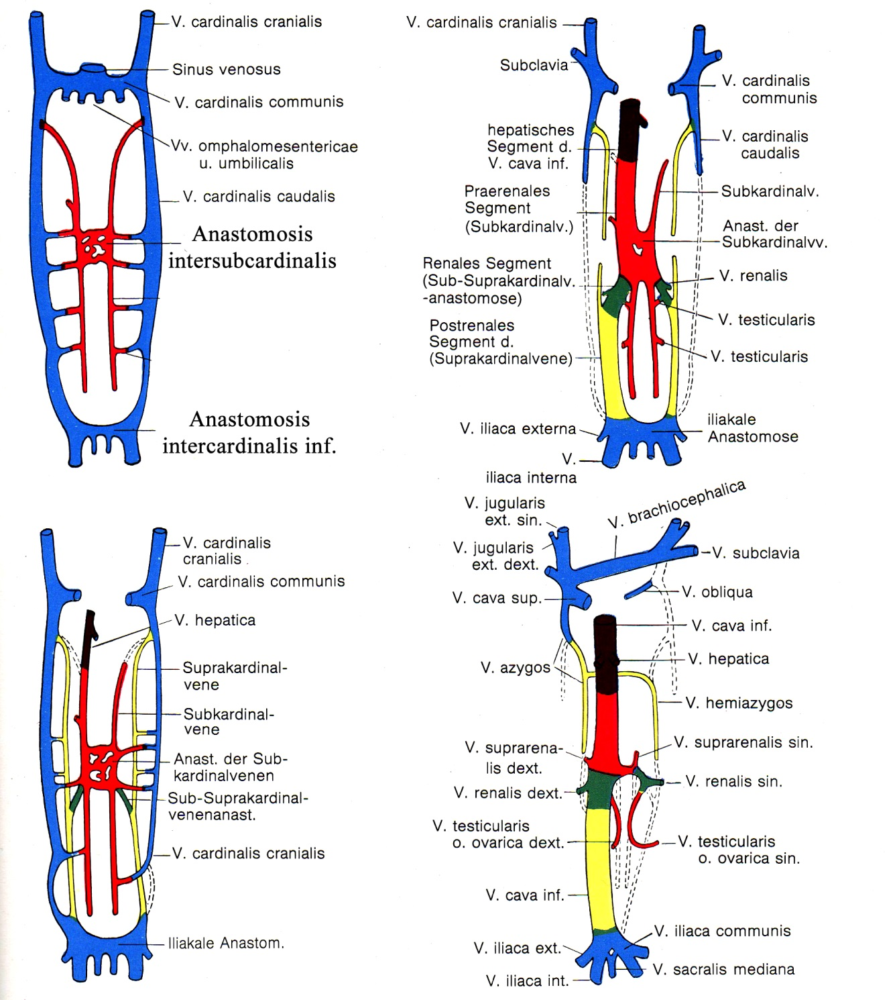 V. cardinalis cranialis
Sinus venosus
V. cardinalis communis
Vv. omphalomesentericae
u. umbilicalis
V. cardinalis caudalis
Anastomosis
intersubcardinalis
Anastomosis
intercardinalis inf.
V. cardinalis cranialis
Subclavia
V. cardinalis
communis
hepatisches
Segment d.
V. cava inf.
V. cardinalis
caudalis
Praerenales
Segment
(Subkardinalv.)
Subkardinalv.
Anast. der
Subkardinalvv.
Renales Segment
(Sub-Suprakardinalv.
-anastomose)
V. renalis
V. testicularis
Postrenales
Segment d.
(Suprakardinalvene)
V. testicularis
V. iliaca externa
iliakale
Anastomose
V.
iliaca interna
V. cardinalis
cranialis .
V. cardinalis communis
V. hepatica
Suprakardinal-
vene
Subkardinal-
vene
Anast. der Sub-
kardinalvenen
Sub-Suprakardinal-
venenanast.
V. cardinalis cranialis
Iliakale Anastom.
V. jugularis
ext. sin.
V. brachiocephalica
V. jugularis
ext. dext.
V. subclavia
V. cava sup.
V. obliqua
V. cava inf.
V. azygos
V. hepatica
V. hemiazygos
V. suprarena-
lis dext.
V. suprarenalis sin.
V. renalis dext.
V. renalis sin.
V. testicularis
o. ovarica dext.
V. testicularis
o. ovarica sin.
V. cava inf.
V. iliaca communis
V. iliaca ext.
V. sacralis mediana
V. iliaca int.